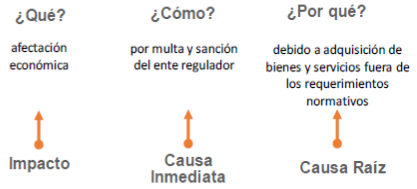 ¿Qué?
¿Cómo?
¿Por qué?
afectación
económica
por multa y sanción
del ente regulador
debido a adquisición de
bienes y servicios fuera de
los requerimientos
normativos
Impacto
Causa
Inmediata
Causa Raíz